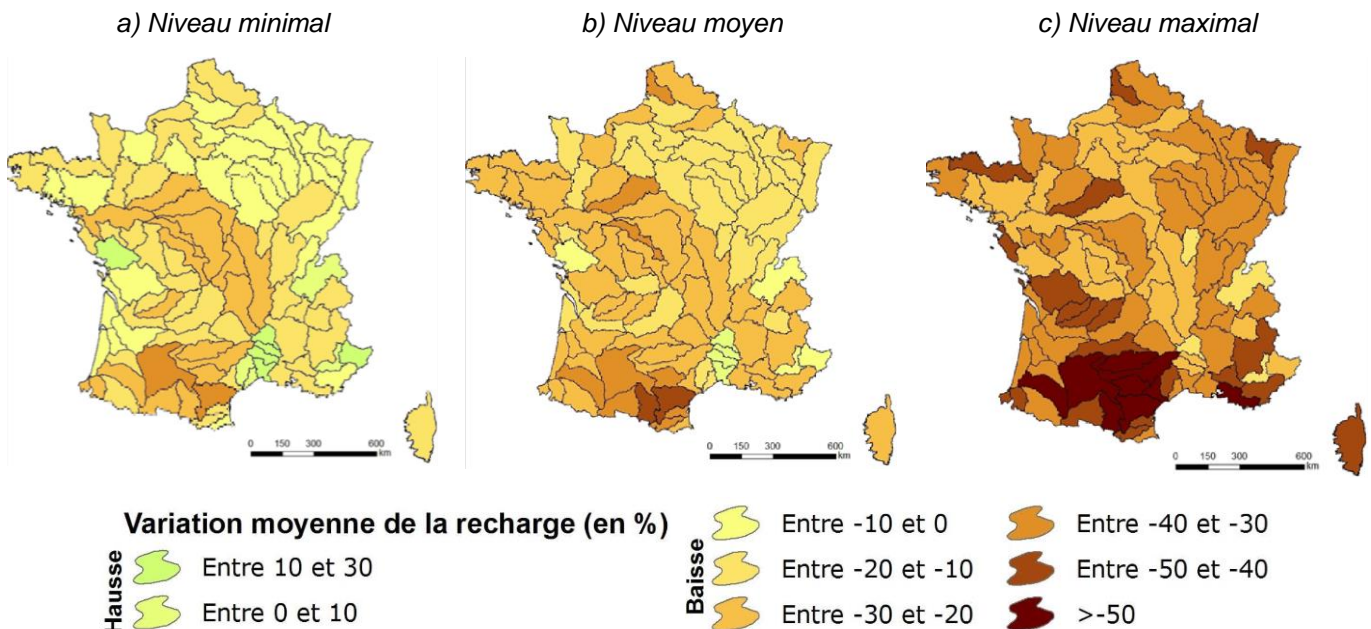 a) Niveau minimal
b) Niveau moyen
c) Niveau maximal
0 150 300 600
km
0 150 300 600
km
0 150 300 600
km
Variation moyenne de la recharge (en %)
Hausse
Entre 10 et 30
Entre 0 et 10
Baisse
Entre -10 et 0
Entre -20 et -10
Entre -30 et -20
Entre -40 et -30
Entre -50 et -40
>-50